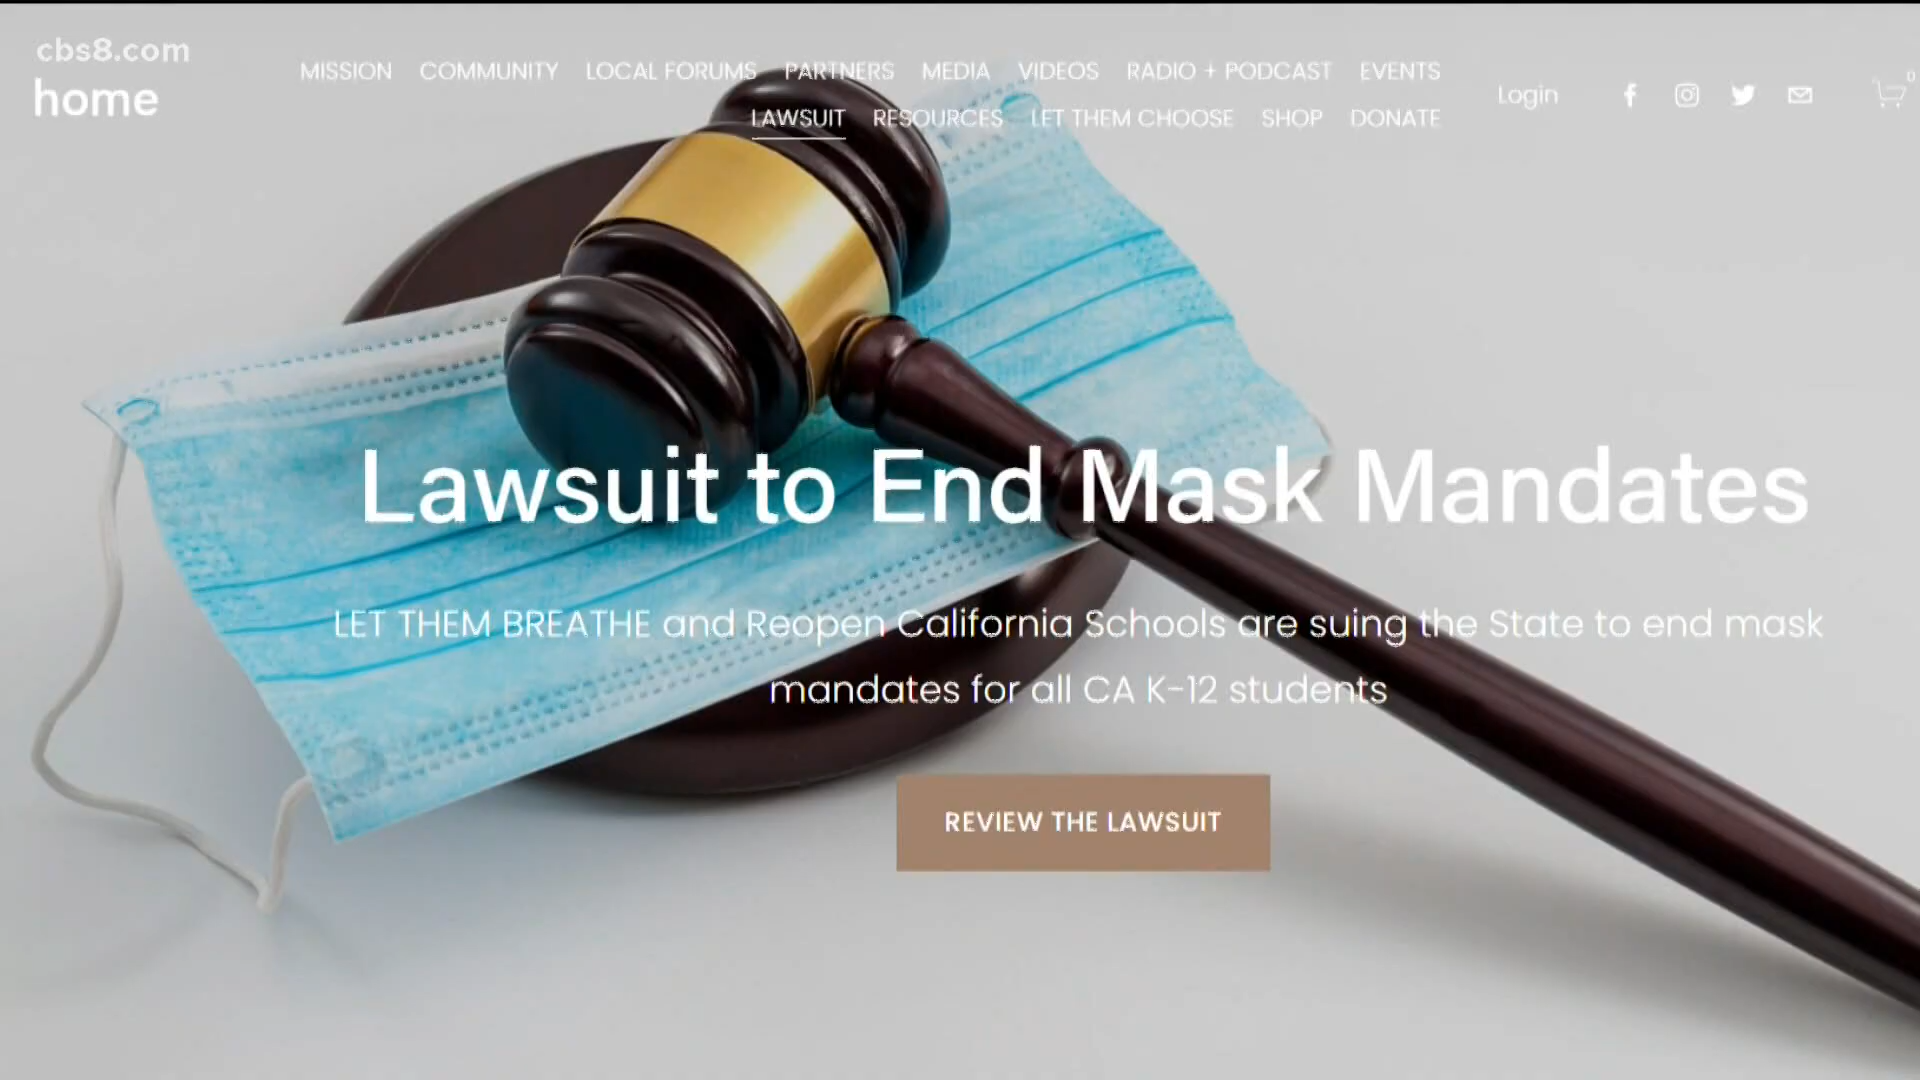 cbs8.com
home
MISSION COMMUNITY LOCAL FORUMS PARTNERS MEDIA VIDEOS RADIO + PODCAST EVENTS
LAWSUIT RESOURCES LET THEM CHOOSE SHOP DONATE
Login
0
Lawsuit to End Mask Mandates
LET THEM BREATHE and Reopen California Schools are suing the State to end mask
mandates for all CA K-12 students
REVIEW THE LAWSUIT